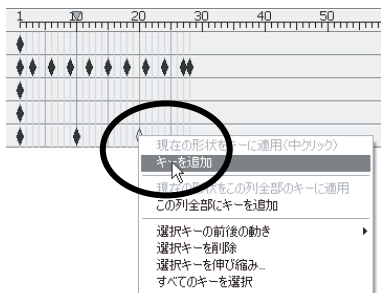 1 10 20 30 40 50
現在の形状をキーに適用(中クリック)
キーを追加
現在の形状をこの列全部のキーに適用
この列全部にキーを追加
選択キーの前後の動き
選択キーを削除
選択キーを伸び縮み...
すべてのキーを選択